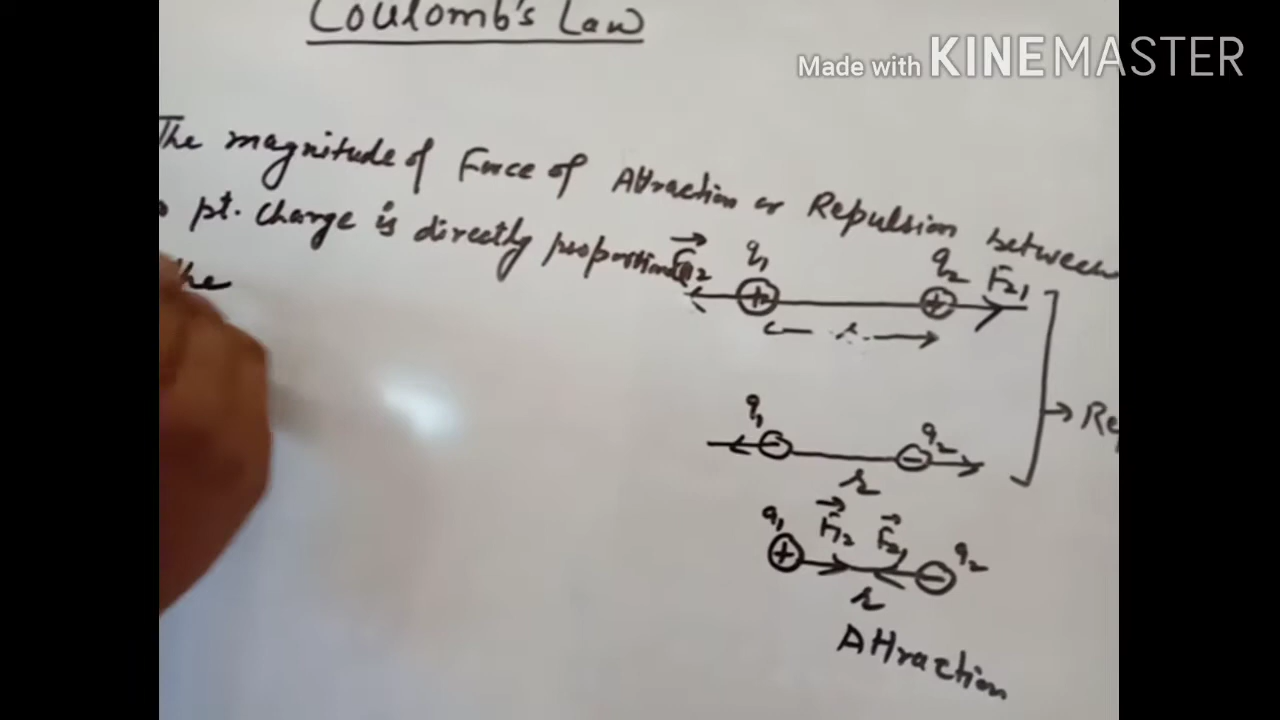 Coulomb's Law
Made with KINEMASTER
The magnitude of Force of Attraction or Repulsion between
pt. charge is directly proportional
the
F12 q1 q2 F21
r
q1 q2
r
q1 F12 F21 q2
r
Attraction